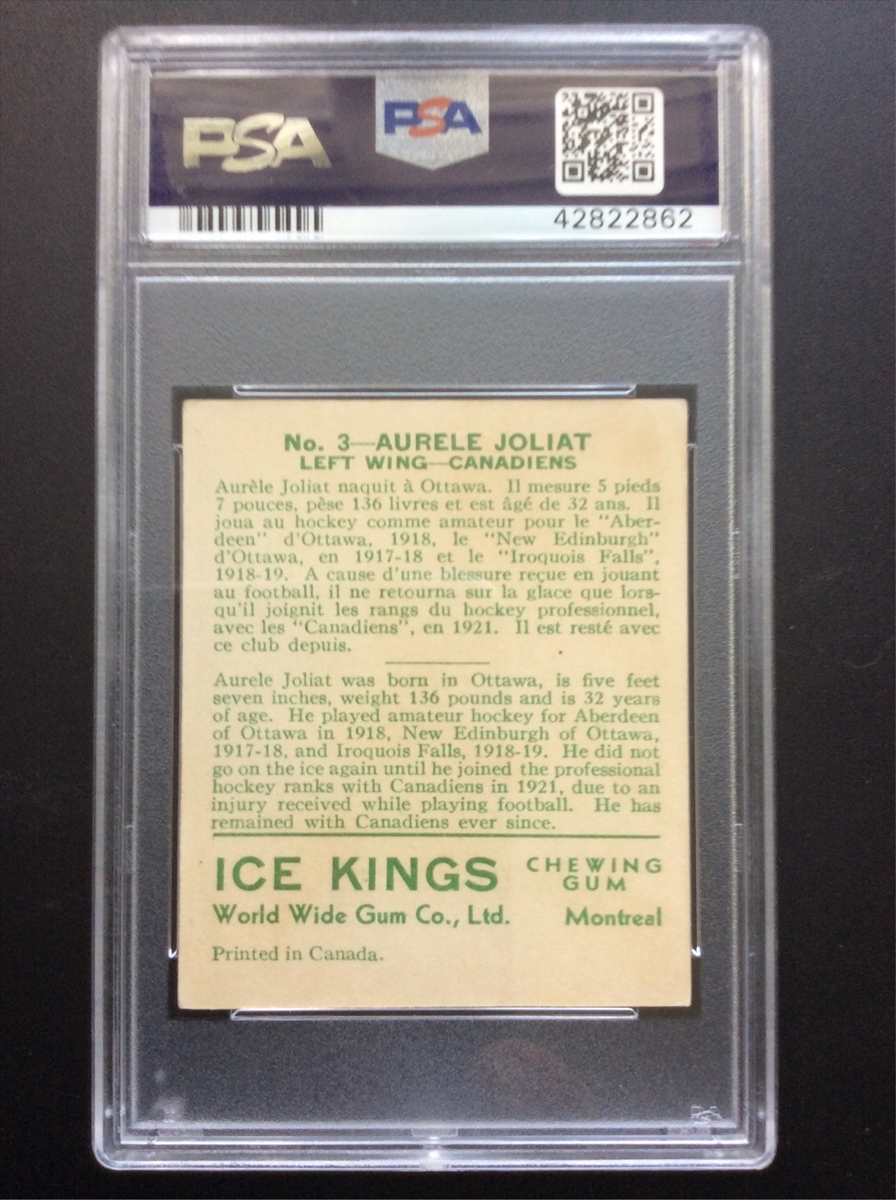 PSA PSA
42822862
No. 3—AURELE JOLIAT
LEFT WING—CANADIENS
Aurèle Joliat naquit à Ottawa. Il mesure 5 pieds
7 pouces, pèse 136 livres et est âgé de 32 ans. Il
joua au hockey comme amateur pour le "Aber-
deen" d'Ottawa, 1918, le "New Edinburgh"
d'Ottawa, en 1917-18 et le "Iroquois Falls",
1918-19. A cause d'une blessure reçue en jouant
au football, il ne retourna sur la glace que lors-
qu'il joignit les rangs du hockey professionnel,
avec les "Canadiens", en 1921. Il est resté avec
ce club depuis.
Aurele Joliat was born in Ottawa, is five feet
seven inches, weight 136 pounds and is 32 years
of age. He played amateur hockey for Aberdeen
of Ottawa in 1918, New Edinburgh of Ottawa,
1917-18, and Iroquois Falls, 1918-19. He did not
go on the ice again until he joined the professional
hockey ranks with Canadiens in 1921, due to an
injury received while playing football. He has
remained with Canadiens ever since.
ICE KINGS CHEWING
GUM
World Wide Gum Co., Ltd. Montreal
Printed in Canada.
PSA